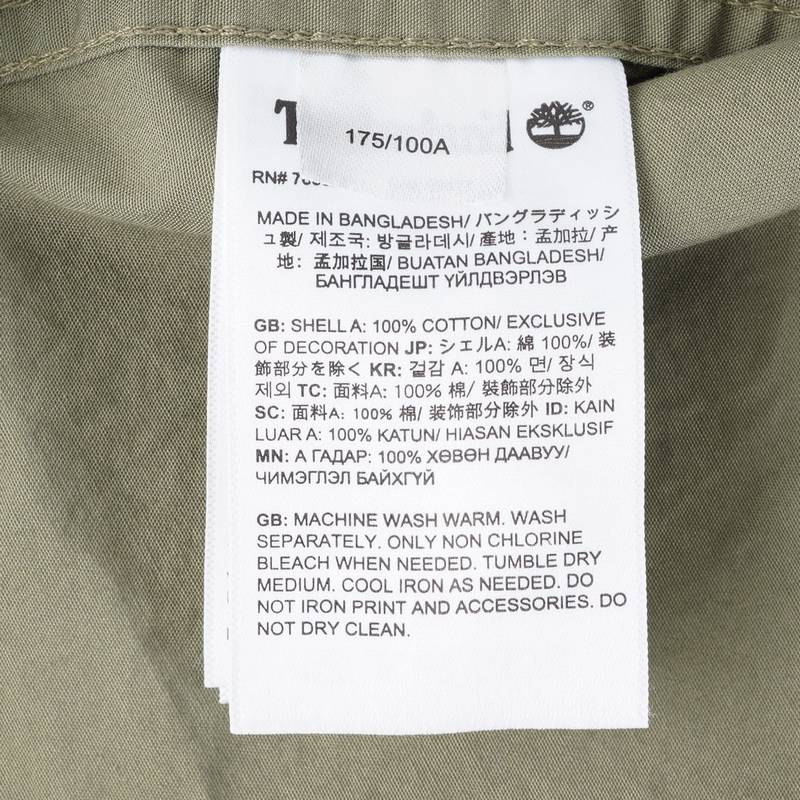 175/100A
®
RN#
MADE IN BANGLADESH/ バングラディッシ
ュ製/ 제조국: 방글라데시/ 產地：孟加拉/ 产
地：孟加拉国/ BUATAN BANGLADESH/
БАНГЛАДЕШТ ҮЙЛДВЭРЛЭВ
GB: SHELL A: 100% COTTON/ EXCLUSIVE
OF DECORATION JP: シェルA: 綿 100%/ 装
飾部分を除く KR: 겉감 A: 100% 면/ 장식
제외 TC: 面料A: 100% 棉/ 裝飾部分除外
SC: 面料A: 100% 棉/ 装饰部分除外 ID: KAIN
LUAR A: 100% KATUN/ HIASAN EKSKLUSIF
MN: А ГАДАР: 100% ХӨВӨН ДААВУУ/
ЧИМЭГЛЭЛ БАЙХГҮЙ
GB: MACHINE WASH WARM. WASH
SEPARATELY. ONLY NON CHLORINE
BLEACH WHEN NEEDED. TUMBLE DRY
MEDIUM. COOL IRON AS NEEDED. DO
NOT IRON PRINT AND ACCESSORIES. DO
NOT DRY CLEAN.